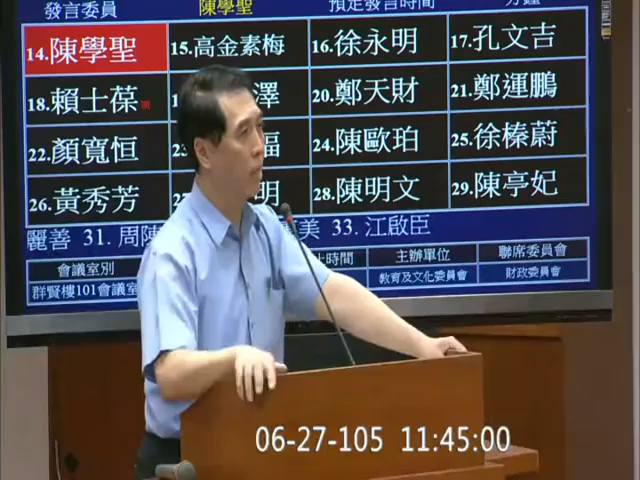 發言委員 陳學聖 預定發言時間
14.陳學聖 15.高金素梅 16.徐永明 17.孔文吉
18.賴士葆 澤 20.鄭天財 21.鄭運鵬
22.顏寬恒 23. 福 24.陳歐珀 25.徐榛蔚
26.黃秀芳 明 28.陳明文 29.陳亭妃
麗善 31. 周陳 美 33. 江啟臣
會議室別 時間 主辦單位 聯席委員會
群賢樓101會議室 教育及文化委員會 財政委員會
06-27-105 11:45:00